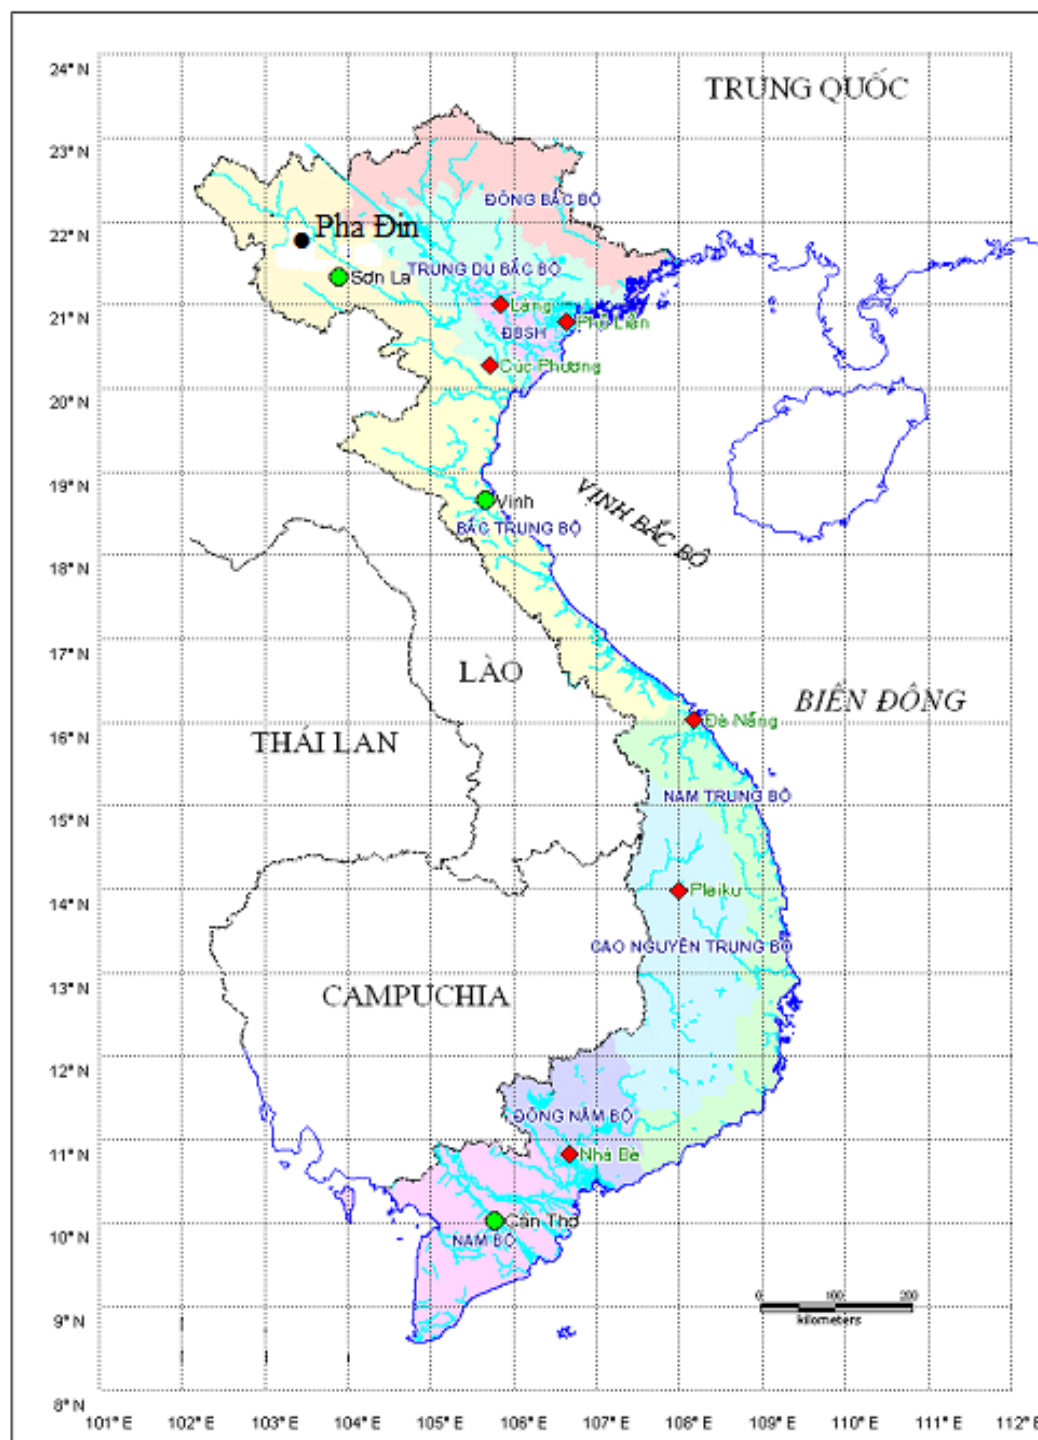 24° N
TRUNG QUỐC
23° N
ĐÔNG BẮC BỘ
22° N
Pha Đin
TRUNG DU BẮC BỘ
Sơn La
21° N
Láng
Phù Liễn
ĐBSH
Cúc Phương
20° N
19° N
Vinh
VỊNH BẮC BỘ
BẮC TRUNG BỘ
18° N
17° N
LÀO
BIỂN ĐÔNG
16° N
Đà Nẵng
THÁI LAN
NAM TRUNG BỘ
15° N
14° N
Pleiku
CAO NGUYÊN TRUNG BỘ
13° N
CAMPUCHIA
12° N
ĐÔNG NAM BỘ
11° N
Nhà Bè
10° N
Cần Thơ
NAM BỘ
0 100 200
kilometers
9° N
8° N
101° E 102° E 103° E 104° E 105° E 106° E 107° E 108° E 109° E 110° E 111° E 112° E